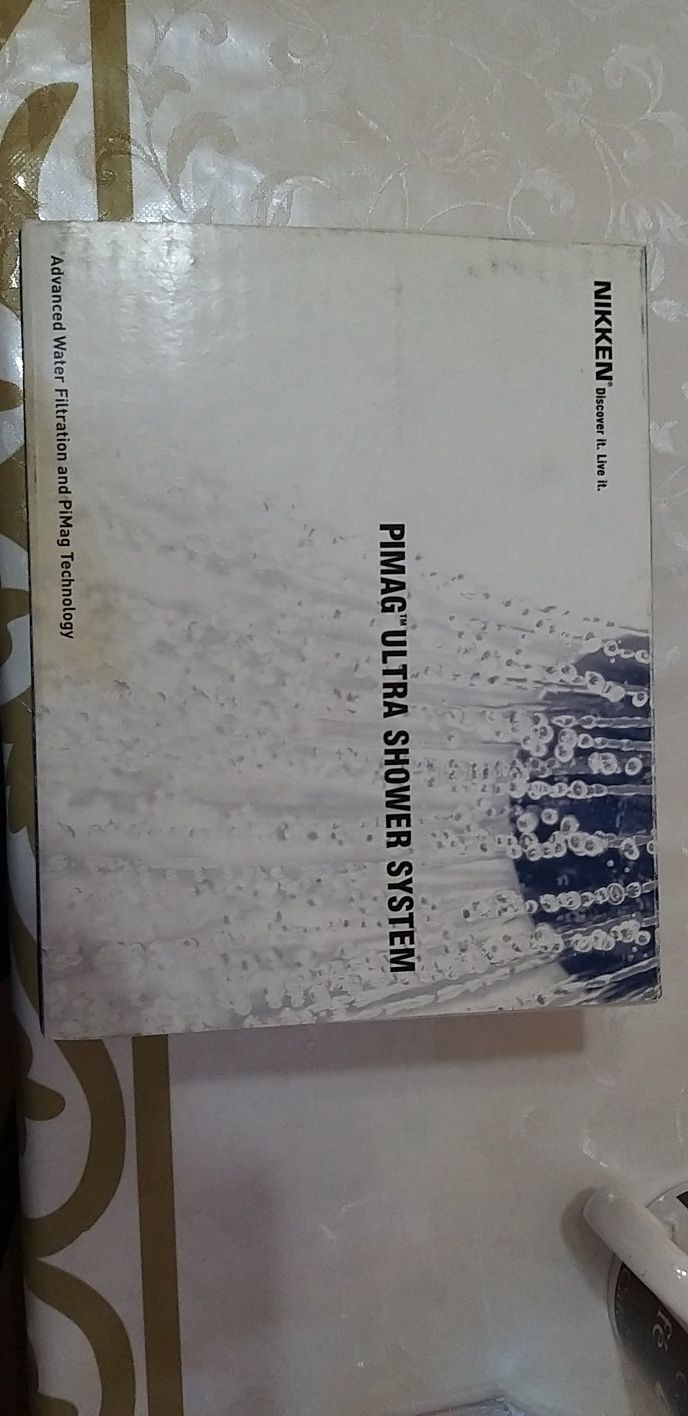 NIKKEN® Discover it. Live it.
PIMAG™ ULTRA SHOWER SYSTEM
Advanced Water Filtration and PiMag Technology